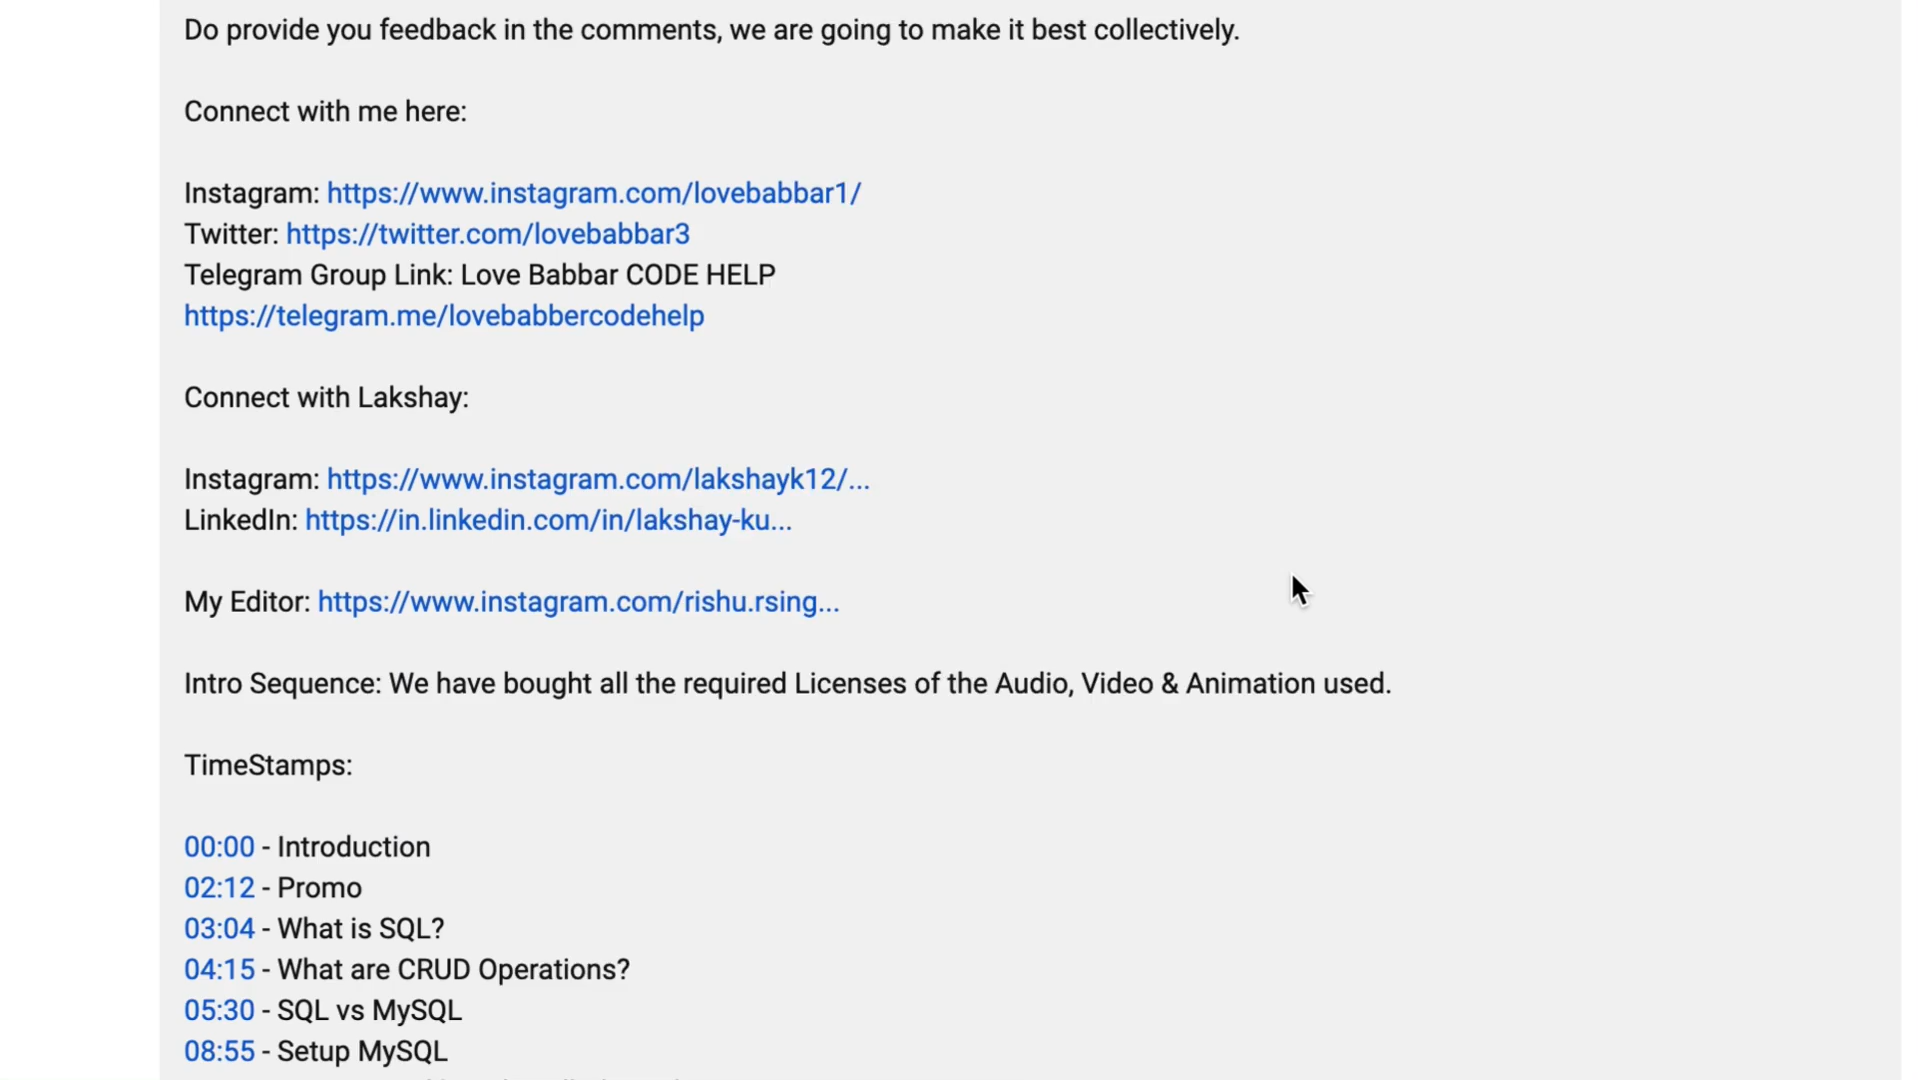 Do provide you feedback in the comments, we are going to make it best collectively.
Connect with me here:
Instagram: https://www.instagram.com/lovebabbar1/
Twitter: https://twitter.com/lovebabbar3
Telegram Group Link: Love Babbar CODE HELP
https://telegram.me/lovebabbercodehelp
Connect with Lakshay:
Instagram: https://www.instagram.com/lakshayk12/...
LinkedIn: https://in.linkedin.com/in/lakshay-ku...
My Editor: https://www.instagram.com/rishu.rsing...
Intro Sequence: We have bought all the required Licenses of the Audio, Video & Animation used.
TimeStamps:
00:00 - Introduction
02:12 - Promo
03:04 - What is SQL?
04:15 - What are CRUD Operations?
05:30 - SQL vs MySQL
08:55 - Setup MySQL